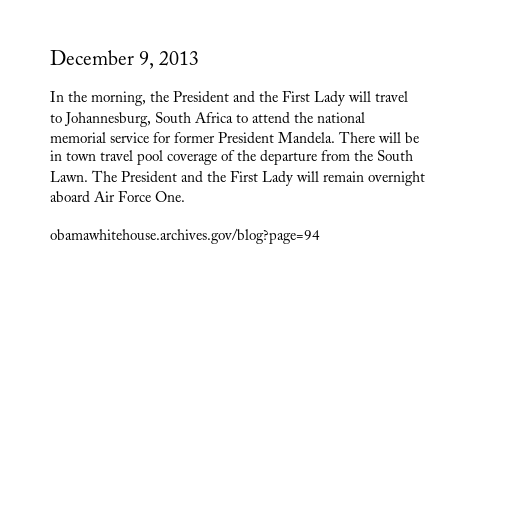 December 9, 2013
In the morning, the President and the First Lady will travel
to Johannesburg, South Africa to attend the national
memorial service for former President Mandela. There will be
in town travel pool coverage of the departure from the South
Lawn. The President and the First Lady will remain overnight
aboard Air Force One.
obamawhitehouse.archives.gov/blog?page=94